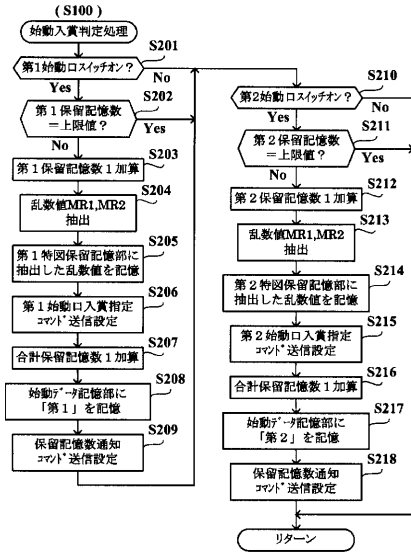 (S100)
始動入賞判定処理
S201
第1始動口スイッチオン?
No
Yes
S202
第1保留記憶数
=上限値?
Yes
No
S203
第1保留記憶数1加算
S204
乱数値MR1,MR2
抽出
S205
第1特図保留記憶部に
抽出した乱数値を記憶
S206
第1始動口入賞指定
コマンド送信設定
S207
合計保留記憶数1加算
S208
始動データ記憶部に
「第1」を記憶
S209
保留記憶数通知
コマンド送信設定
S210
第2始動口スイッチオン?
No
Yes
S211
第2保留記憶数
=上限値?
Yes
No
S212
第2保留記憶数1加算
S213
乱数値MR1,MR2
抽出
S214
第2特図保留記憶部に
抽出した乱数値を記憶
S215
第2始動口入賞指定
コマンド送信設定
S216
合計保留記憶数1加算
S217
始動データ記憶部に
「第2」を記憶
S218
保留記憶数通知
コマンド送信設定
リターン